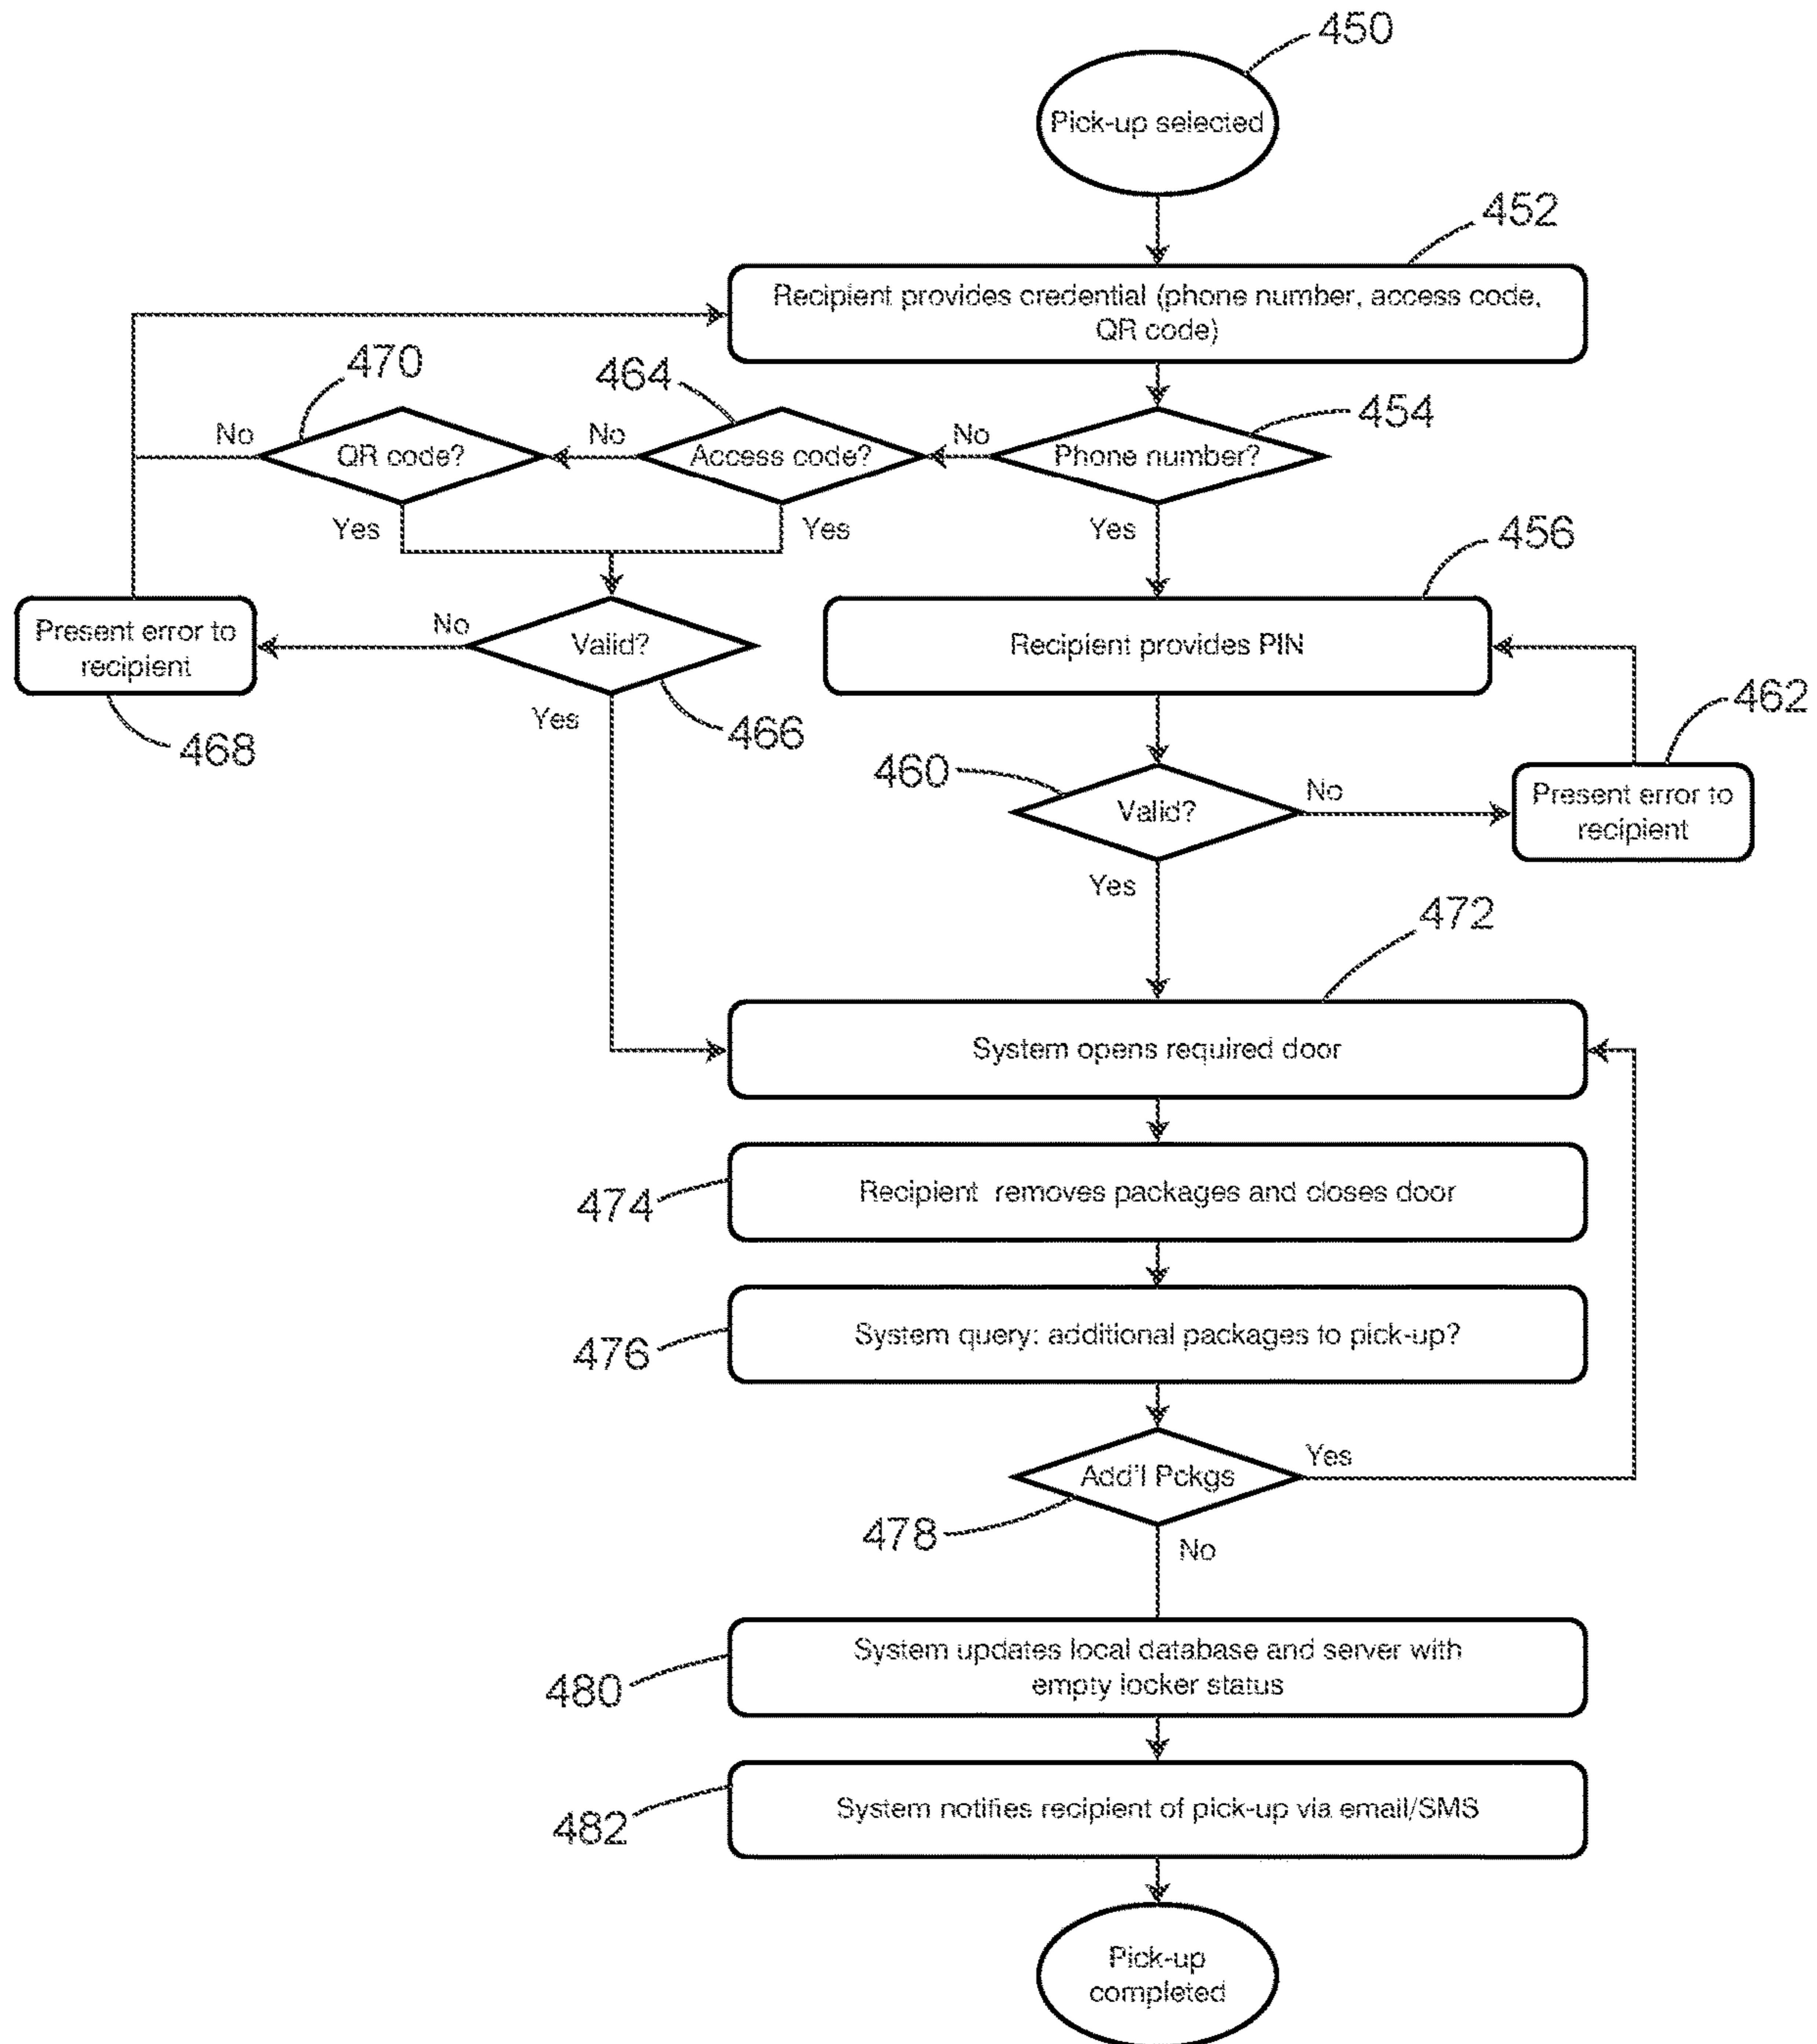 450
Pick-up selected
452
Recipient provides credential (phone number, access code,
QR code)
470
464
454
No
QR code?
No
Access code?
No
Phone number?
Yes
Yes
Yes
456
Present error to
recipient
No
Valid?
Recipient provides PIN
468
Yes
466
462
460
Valid?
No
Present error to
recipient
Yes
472
System opens required door
474
Recipient removes packages and closes door
476
System query: additional packages to pick-up?
Add'l Pckgs
Yes
478
No
480
System updates local database and server with
empty locker status
482
System notifies recipient of pick-up via email/SMS
Pick-up
completed